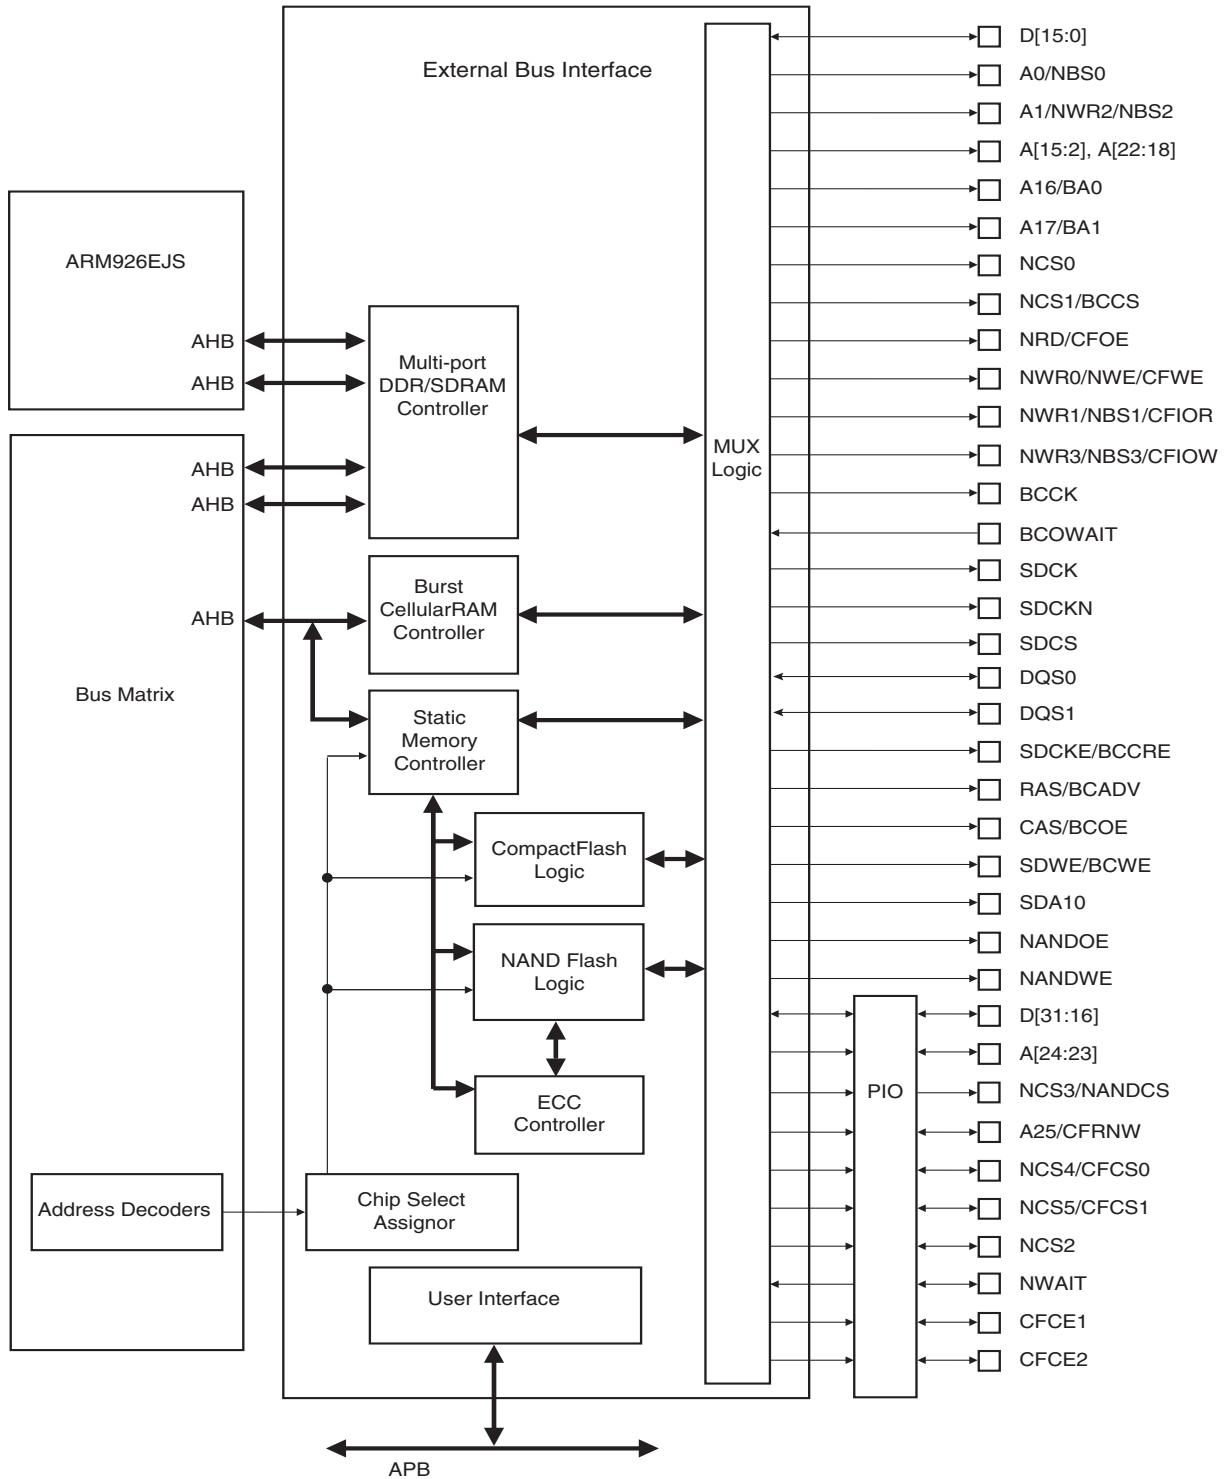 External Bus Interface
ARM926EJS
AHB
AHB
Bus Matrix
AHB
AHB
AHB
Address Decoders
Multi-port
DDR/SDRAM
Controller
Burst
CellularRAM
Controller
Static
Memory
Controller
CompactFlash
Logic
NAND Flash
Logic
ECC
Controller
Chip Select
Assignor
User Interface
APB
MUX
Logic
PIO
D[15:0]
A0/NBS0
A1/NWR2/NBS2
A[15:2], A[22:18]
A16/BA0
A17/BA1
NCS0
NCS1/BCCS
NRD/CFOE
NWR0/NWE/CFWE
NWR1/NBS1/CFIOR
NWR3/NBS3/CFIOW
BCCK
BCOWAIT
SDCK
SDCKN
SDCS
DQS0
DQS1
SDCKE/BCCRE
RAS/BCADV
CAS/BCOE
SDWE/BCWE
SDA10
NANDOE
NANDWE
D[31:16]
A[24:23]
NCS3/NANDCS
A25/CFRNW
NCS4/CFCS0
NCS5/CFCS1
NCS2
NWAIT
CFCE1
CFCE2